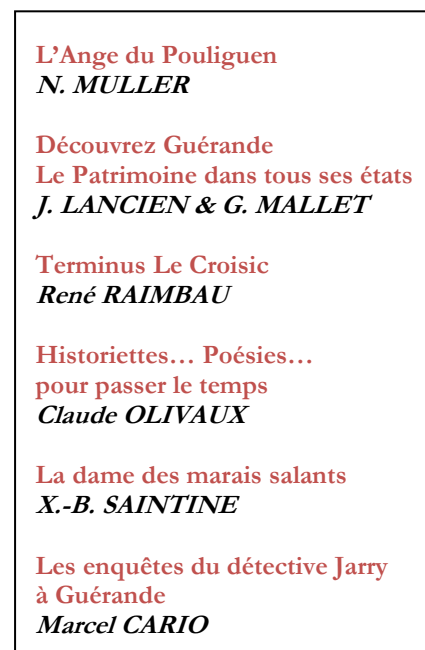 L’Ange du Pouliguen
N. MULLER
Découvrez Guérande
Le Patrimoine dans tous ses états
J. LANCIEN & G. MALLET
Terminus Le Croisic
René RAIMBAU
Historiettes… Poésies…
pour passer le temps
Claude OLIVAUX
La dame des marais salants
X.-B. SAINTINE
Les enquêtes du détective Jarry
à Guérande
Marcel CARIO